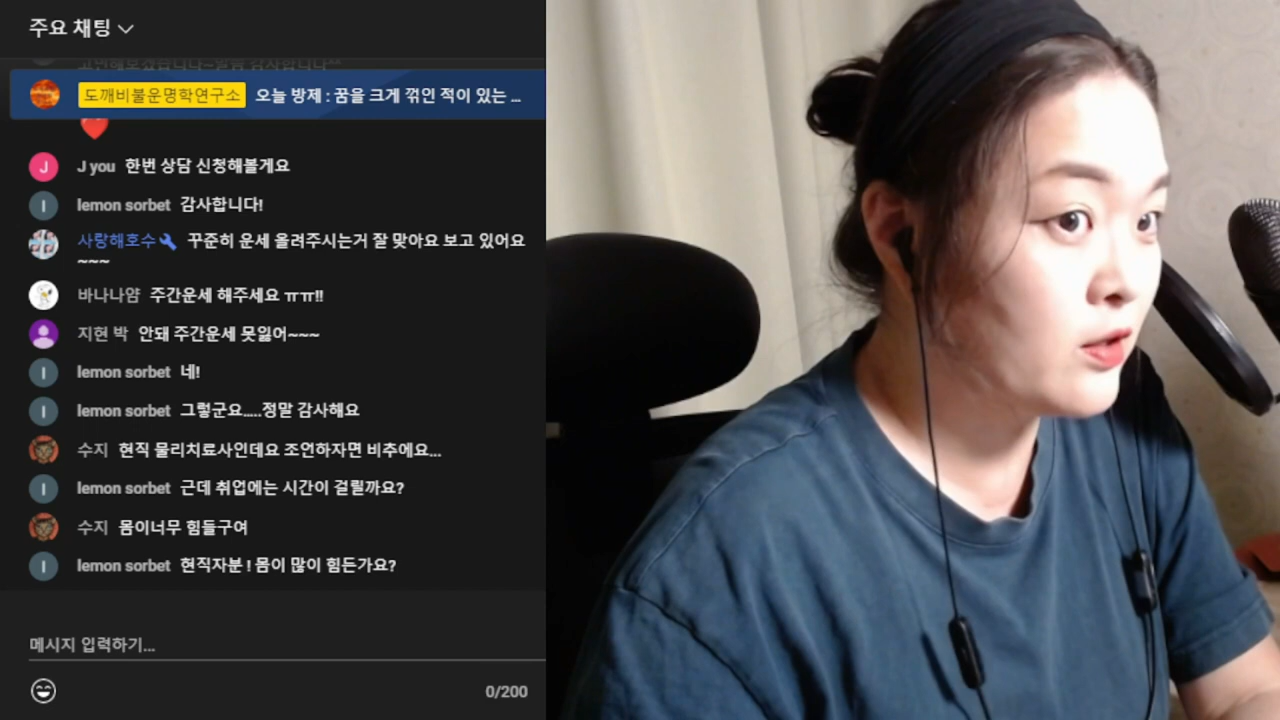 주요 채팅
도깨비불운명학연구소 오늘 방제 : 꿈을 크게 꺾인 적이 있는 ...
J you 한번 상담 신청해볼게요
lemon sorbet 감사합니다!
사랑해호수 꾸준히 운세 올려주시는거 잘 맞아요 보고 있어요
~~~
바나나얌 주간운세 해주세요 ㅠㅠ!!
지현 박 안돼 주간운세 못잃어~~~
lemon sorbet 네!
lemon sorbet 그렇군요.....정말 감사해요
수지 현직 물리치료사인데요 조언하자면 비추에요...
lemon sorbet 근데 취업에는 시간이 걸릴까요?
수지 몸이너무 힘들구여
lemon sorbet 현직자분 ! 몸이 많이 힘든가요?
메시지 입력하기...
0/200